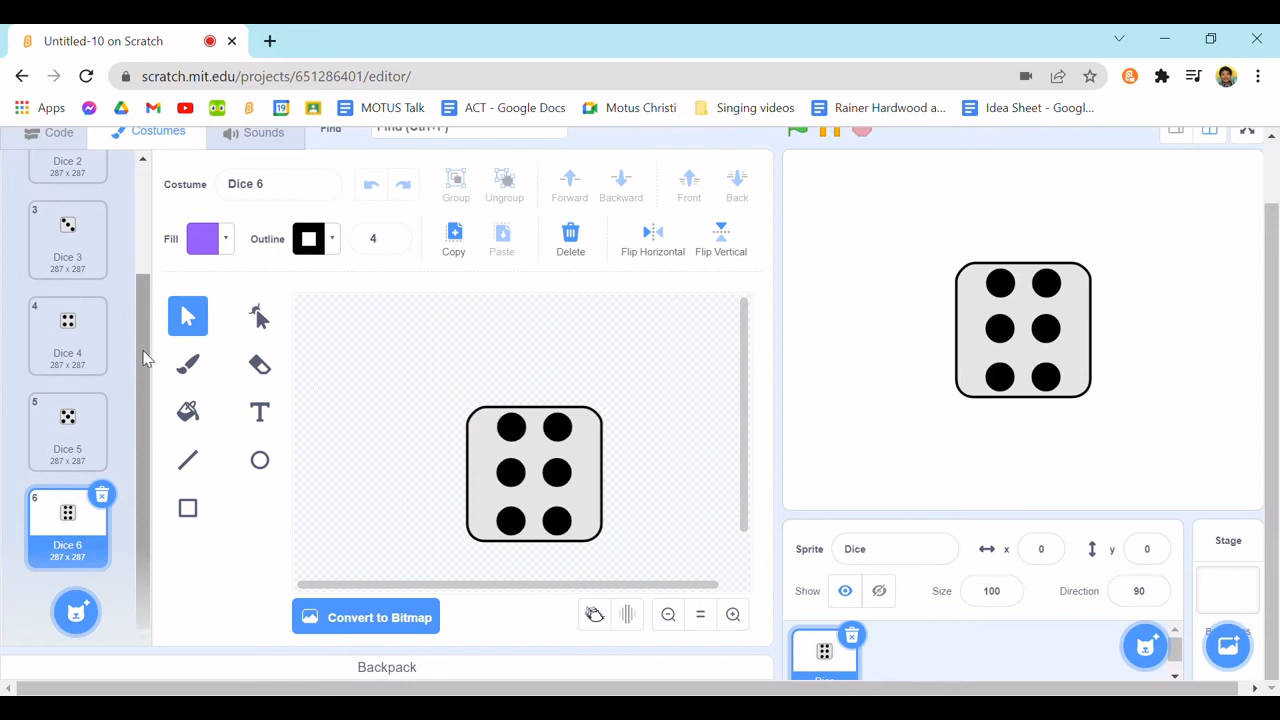 Untitled-10 on Scratch
scratch.mit.edu/projects/651286401/editor/
Apps
19
MOTUS Talk
ACT - Google Docs
Motus Christi
Singing videos
Rainer Hardwood a...
Idea Sheet - Googl...
Code
Costumes
Sounds
Find
Find (Ctrl+F)
Dice 2
287 x 287
3
Dice 3
287 x 287
4
Dice 4
287 x 287
5
Dice 5
287 x 287
6
Dice 6
287 x 287
Costume
Dice 6
Group
Ungroup
Forward
Backward
Front
Back
Fill
Outline
4
Copy
Paste
Delete
Flip Horizontal
Flip Vertical
T
Convert to Bitmap
Backpack
Sprite
Dice
x
0
y
0
Show
Size
100
Direction
90
Stage